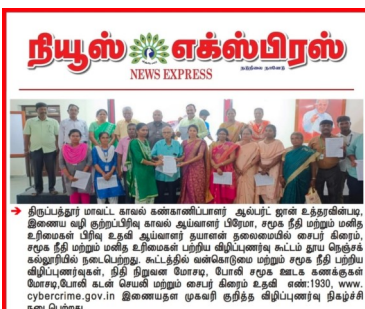 நியூஸ் எக்ஸ்பிரஸ்
NEWS EXPRESS
நடுநிலை நாளேடு
திருப்பத்தூர் மாவட்ட காவல் கண்காணிப்பாளர் ஆல்பர்ட் ஜான் உத்தரவின்படி,
இணைய வழி குற்றப்பிரிவு காவல் ஆய்வாளர் பிரேமா, சமூக நீதி மற்றும் மனித
உரிமைகள் பிரிவு உதவி ஆய்வாளர் தயாளன் தலைமையில் சைபர் கிரைம்,
சமூக நீதி மற்றும் மனித உரிமைகள் பற்றிய விழிப்புணர்வு கூட்டம் தூய நெஞ்சக்
கல்லூரியில் நடைபெற்றது. கூட்டத்தில் வன்கொடுமை மற்றும் சமூக நீதி பற்றிய
விழிப்புணர்வுகள், நிதி நிறுவன மோசடி, போலி சமூக ஊடக கணக்குகள்
மோசடி,போலி கடன் செயலி மற்றும் சைபர் கிரைம் உதவி எண்:1930, www.
cybercrime.gov.in இணையதள முகவரி குறித்த விழிப்புணர்வு நிகழ்ச்சி
நடைபெற்றது